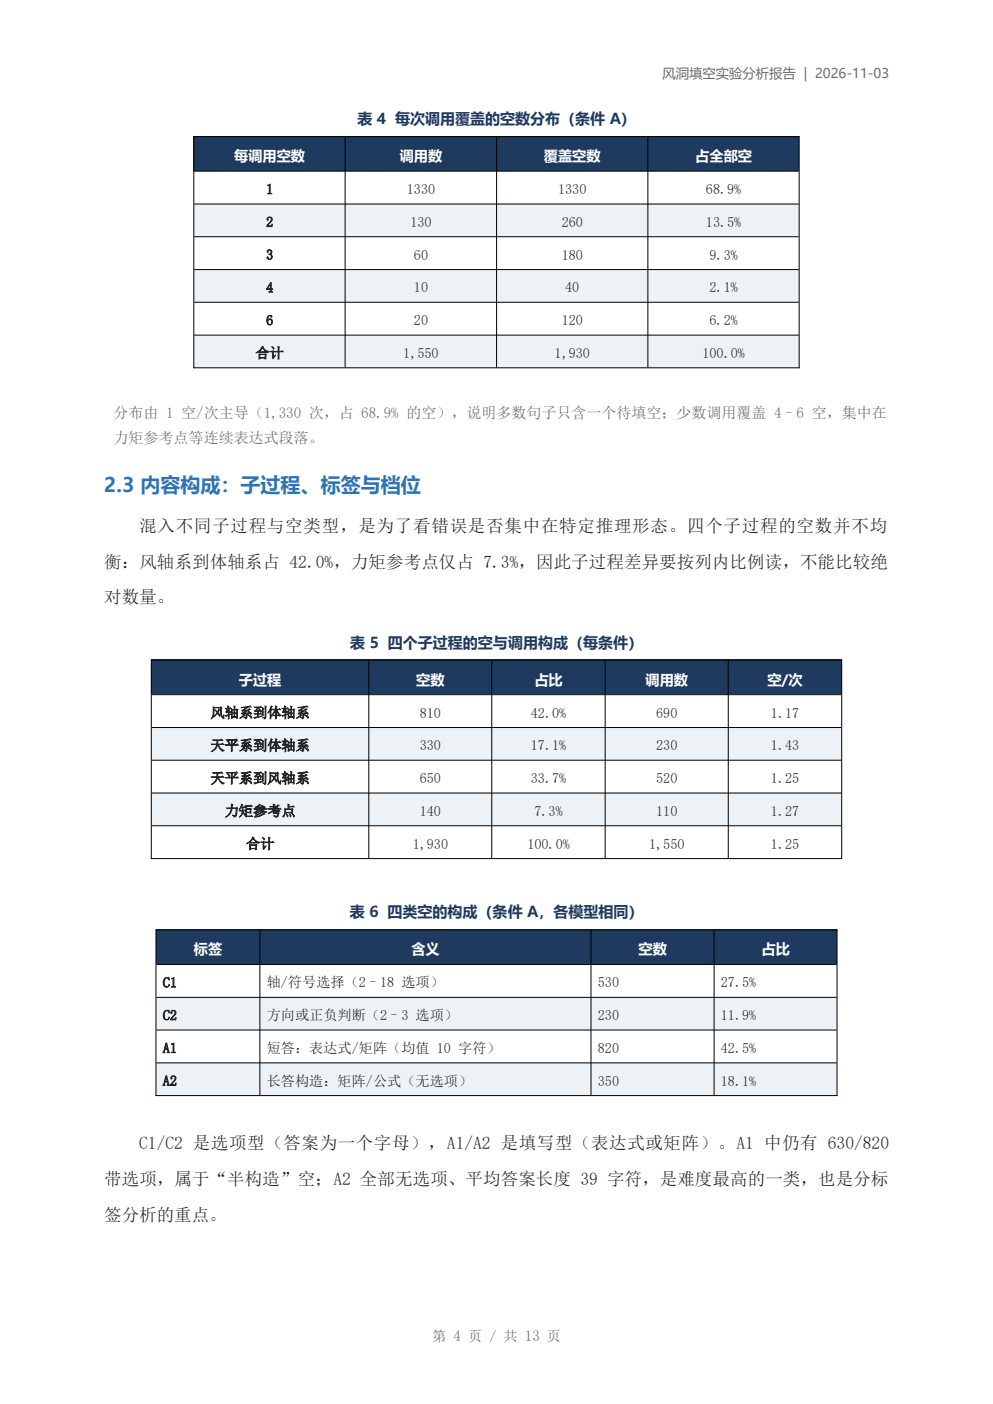 风洞填空实验分析报告 | 2026-11-03
表 4 每次调用覆盖的空数分布（条件 A）
每调用空数 调用数 覆盖空数 占全部空
1 1330 1330 68.9%
2 130 260 13.5%
3 60 180 9.3%
4 10 40 2.1%
6 20 120 6.2%
合计 1,550 1,930 100.0%
分布由 1 空/次主导（1,330 次，占 68.9% 的空），说明多数句子只含一个待填空；少数调用覆盖 4–6 空，集中在
力矩参考点等连续表达式段落。
2.3 内容构成：子过程、标签与档位
混入不同子过程与空类型，是为了看错误是否集中在特定推理形态。四个子过程的空数并不均
衡：风轴系到体轴系占 42.0%，力矩参考点仅占 7.3%，因此子过程差异要按列内比例读，不能比较绝
对数量。
表 5 四个子过程的空与调用构成（每条件）
子过程 空数 占比 调用数 空/次
风轴系到体轴系 810 42.0% 690 1.17
天平系到体轴系 330 17.1% 230 1.43
天平系到风轴系 650 33.7% 520 1.25
力矩参考点 140 7.3% 110 1.27
合计 1,930 100.0% 1,550 1.25
表 6 四类空的构成（条件 A，各模型相同）
标签 含义 空数 占比
C1 轴/符号选择（2–18 选项） 530 27.5%
C2 方向或正负判断（2–3 选项） 230 11.9%
A1 短答：表达式/矩阵（均值 10 字符） 820 42.5%
A2 长答构造：矩阵/公式（无选项） 350 18.1%
C1/C2 是选项型（答案为一个字母），A1/A2 是填写型（表达式或矩阵）。A1 中仍有 630/820
带选项，属于“半构造”空；A2 全部无选项、平均答案长度 39 字符，是难度最高的一类，也是分标
签分析的重点。
第 4 页 / 共 13 页